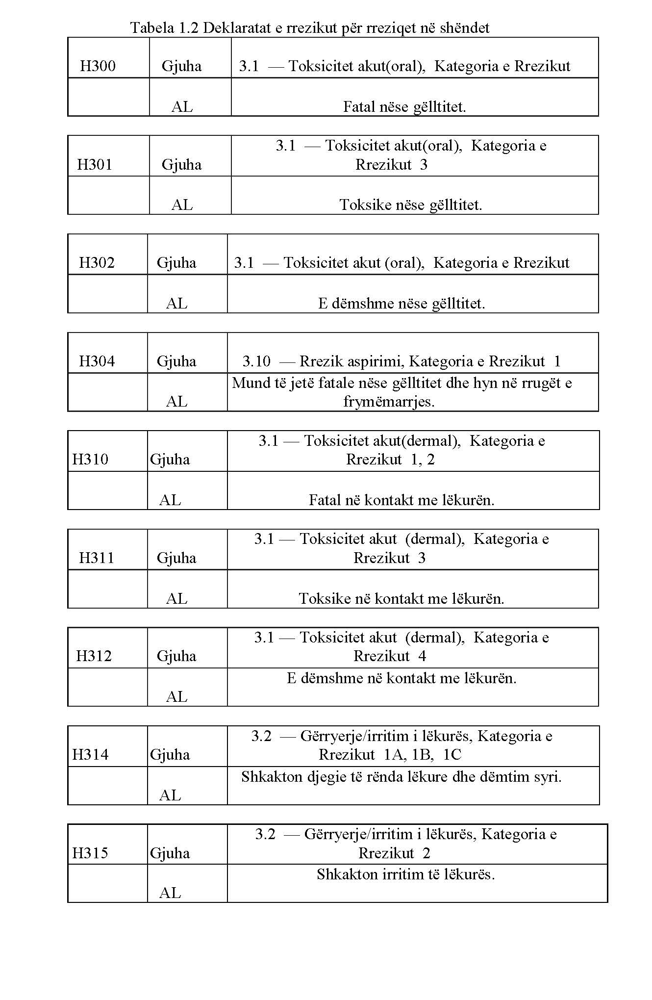 Tabela 1.2 Deklaratat e rrezikut për rreziqet në shëndet
H300 Gjuha 3.1 — Toksicitet akut(oral), Kategoria e Rrezikut
AL Fatal nëse gëlltitet.
3.1 — Toksicitet akut(oral), Kategoria e
H301 Gjuha Rrezikut 3
AL Toksike nëse gëlltitet.
H302 Gjuha 3.1 — Toksicitet akut (oral), Kategoria e Rrezikut
AL E dëmshme nëse gëlltitet.
H304 Gjuha 3.10 — Rrezik aspirimi, Kategoria e Rrezikut 1
Mund të jetë fatale nëse gëlltitet dhe hyn në rrugët e
AL frymëmarrjes.
3.1 — Toksicitet akut(dermal), Kategoria e
H310 Gjuha Rrezikut 1, 2
AL Fatal në kontakt me lëkurën.
3.1 — Toksicitet akut (dermal), Kategoria e
H311 Gjuha Rrezikut 3
AL Toksike në kontakt me lëkurën.
3.1 — Toksicitet akut (dermal), Kategoria e
H312 Gjuha Rrezikut 4
E dëmshme në kontakt me lëkurën.
AL
3.2 — Gërryerje/irritim i lëkurës, Kategoria e
H314 Gjuha Rrezikut 1A, 1B, 1C
Shkakton djegie të rënda lëkure dhe dëmtim syri.
AL
3.2 — Gërryerje/irritim i lëkurës, Kategoria e
H315 Gjuha Rrezikut 2
Shkakton irritim të lëkurës.
AL